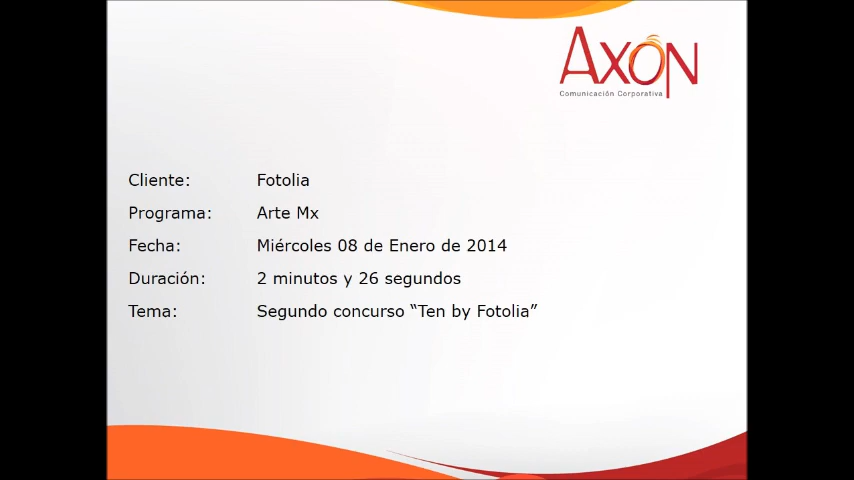 AXÓN
Comunicación Corporativa
Cliente: Fotolia
Programa: Arte Mx
Fecha: Miércoles 08 de Enero de 2014
Duración: 2 minutos y 26 segundos
Tema: Segundo concurso “Ten by Fotolia”